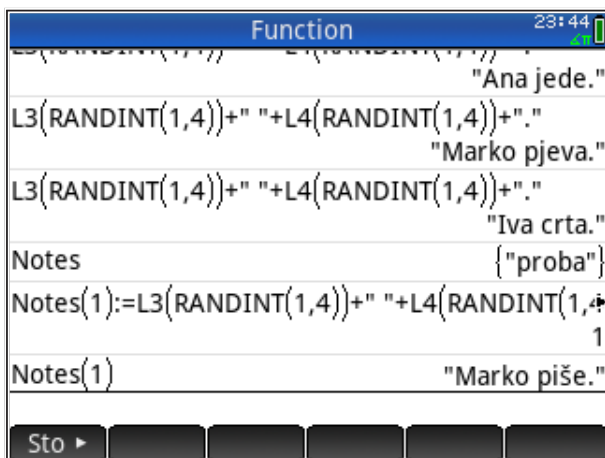 Function 23:44
"Ana jede."
L3(RANDINT(1,4))+" "+L4(RANDINT(1,4))+"."
"Marko pjeva."
L3(RANDINT(1,4))+" "+L4(RANDINT(1,4))+"."
"Iva crta."
Notes {"proba"}
Notes(1):=L3(RANDINT(1,4))+" "+L4(RANDINT(1,
1
Notes(1) "Marko piše."
Sto ►